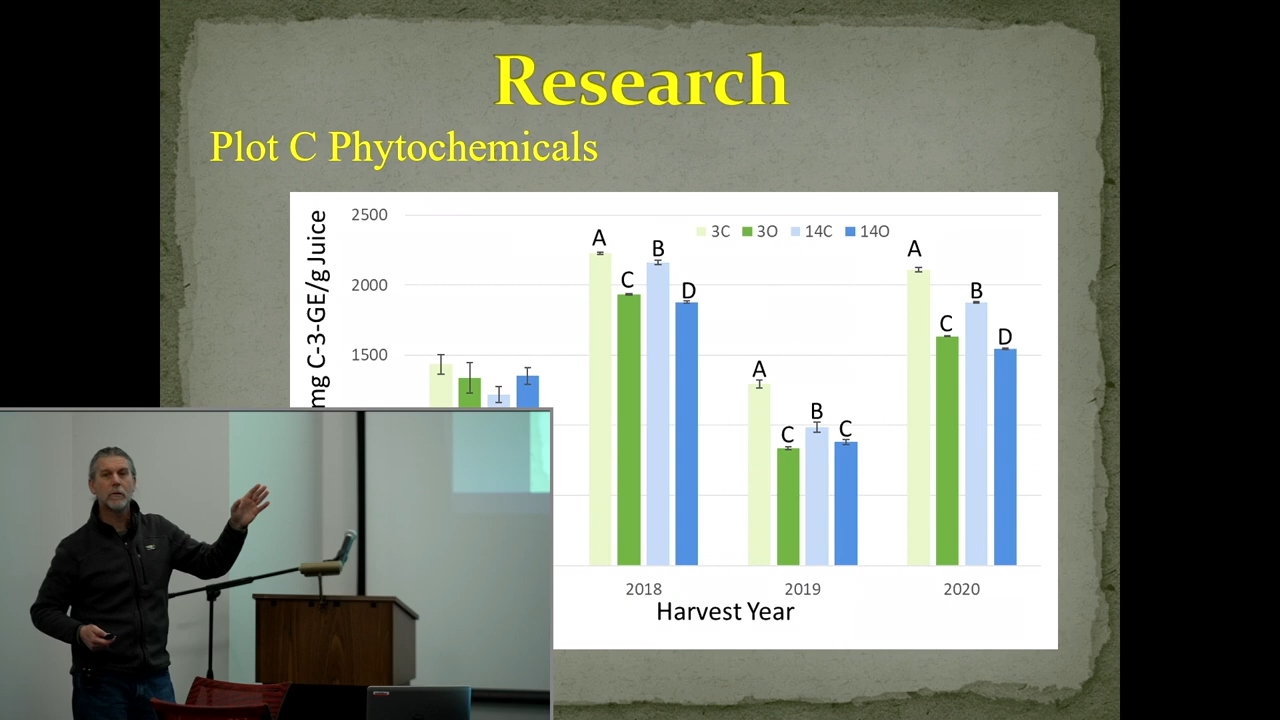 Research
Plot C Phytochemicals
mg C-3-GE/g Juice
2500
2000
1500
3C 3O 14C 14O
A
C
B
D
A
C
B
C
A
C
B
D
2018 2019 2020
Harvest Year